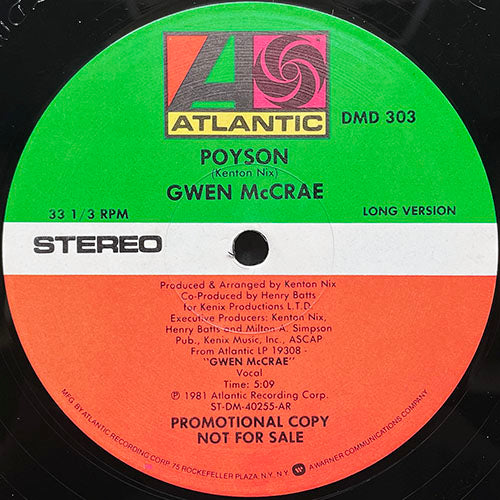 ATLANTIC
DMD 303
POYSON
(Kenton Nix)
GWEN McCRAE
33 1/3 RPM
LONG VERSION
STEREO
Produced & Arranged by Kenton Nix
Co-Produced by Henry Batts
for Kenix Productions L.T.D.
Executive Producers: Kenton Nix,
Henry Batts and Milton A. Simpson
Pub., Kenix Music, Inc., ASCAP
From Atlantic LP 19308 -
"GWEN McCRAE"
Vocal
Time: 5:09
℗ 1981 Atlantic Recording Corp.
ST-DM-40255-AR
PROMOTIONAL COPY
NOT FOR SALE
MFG. BY ATLANTIC RECORDING CORP. 75 ROCKEFELLER PLAZA, N.Y. N.Y. A WARNER COMMUNICATIONS COMPANY